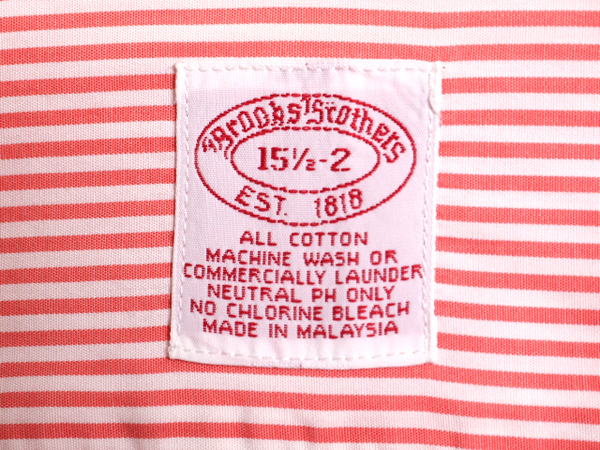 Brooks Brothers
15½-2
EST. 1818
ALL COTTON
MACHINE WASH OR
COMMERCIALLY LAUNDER
NEUTRAL PH ONLY
NO CHLORINE BLEACH
MADE IN MALAYSIA